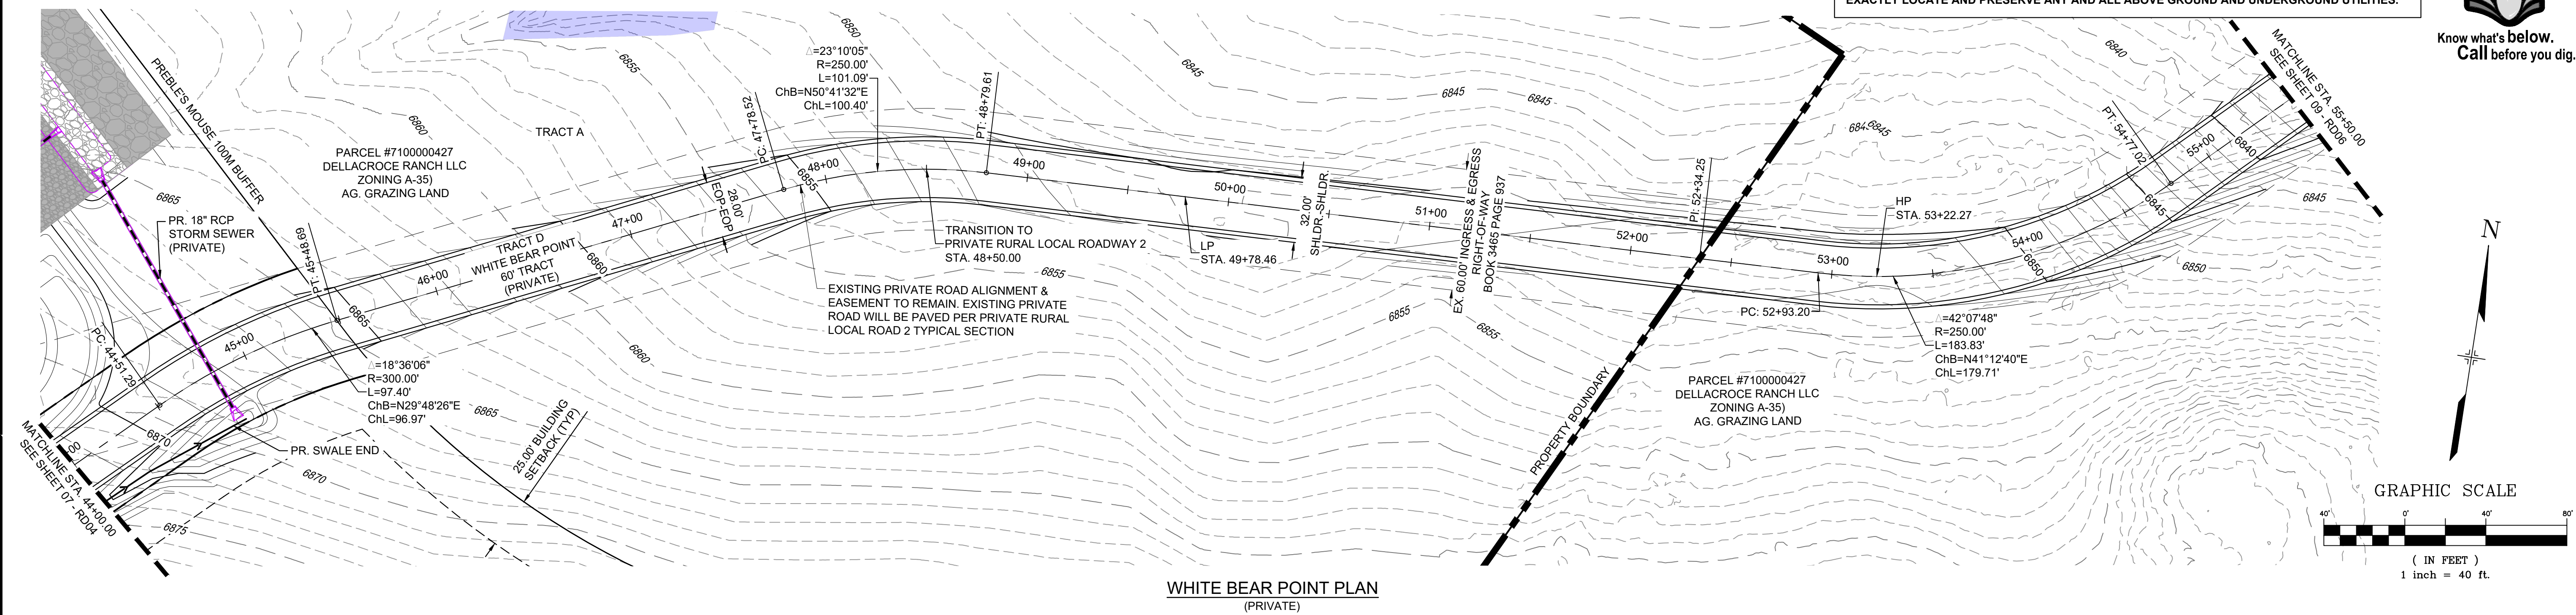 EXACTLY LOCATE AND PRESERVE ANY AND ALL ABOVE GROUND AND UNDERGROUND UTILITIES.
Know what's below.
Call before you dig.
PREBLE'S MOUSE 100M BUFFER
PARCEL #7100000427
DELLACROCE RANCH LLC
ZONING A-35)
AG. GRAZING LAND
6865
PR. 18" RCP
STORM SEWER
(PRIVATE)
PT: 45+48.69
PC: 44+51.29
45+00
6865
46+00
TRACT D
WHITE BEAR POINT
60' TRACT
(PRIVATE)
6860
47+00
6860
6855
TRACT A
28.00'
EOP-EOP
PC: 47+78.52
6855
48+00
6850
△=23°10'05"
R=250.00'
L=101.09'
ChB=N50°41'32"E
ChL=100.40'
PT: 48+79.61
49+00
TRANSITION TO
PRIVATE RURAL LOCAL ROADWAY 2
STA. 48+50.00
6855
EXISTING PRIVATE ROAD ALIGNMENT &
EASEMENT TO REMAIN. EXISTING PRIVATE
ROAD WILL BE PAVED PER PRIVATE RURAL
LOCAL ROAD 2 TYPICAL SECTION
6860
△=18°36'06"
R=300.00'
L=97.40'
ChB=N29°48'26"E
ChL=96.97'
6865
25.00' BUILDING
SETBACK (TYP)
PR. SWALE END
6870
6870
6875
00
MATCHLINE STA. 44+00.00
SEE SHEET 07 - RD04
6845
50+00
LP
STA. 49+78.46
32.00'
SHLDR.-SHLDR.
6845
6845
51+00
EX. 60.00' INGRESS & EGRESS
RIGHT-OF-WAY
BOOK 3465 PAGE 937
6855
6855
52+00
PI: 52+34.25
PROPERTY BOUNDARY
6845
HP
STA. 53+22.27
53+00
PC: 52+93.20
△=42°07'48"
R=250.00'
L=183.83'
ChB=N41°12'40"E
ChL=179.71'
PARCEL #7100000427
DELLACROCE RANCH LLC
ZONING A-35)
AG. GRAZING LAND
54+00
6850
6850
6845
PT: 54+77.02
55+00
6840
6840
6845
MATCHLINE STA. 55+50.00
SEE SHEET 09 - RD06
N
GRAPHIC SCALE
40' 0' 40' 80'
( IN FEET )
1 inch = 40 ft.
WHITE BEAR POINT PLAN
(PRIVATE)